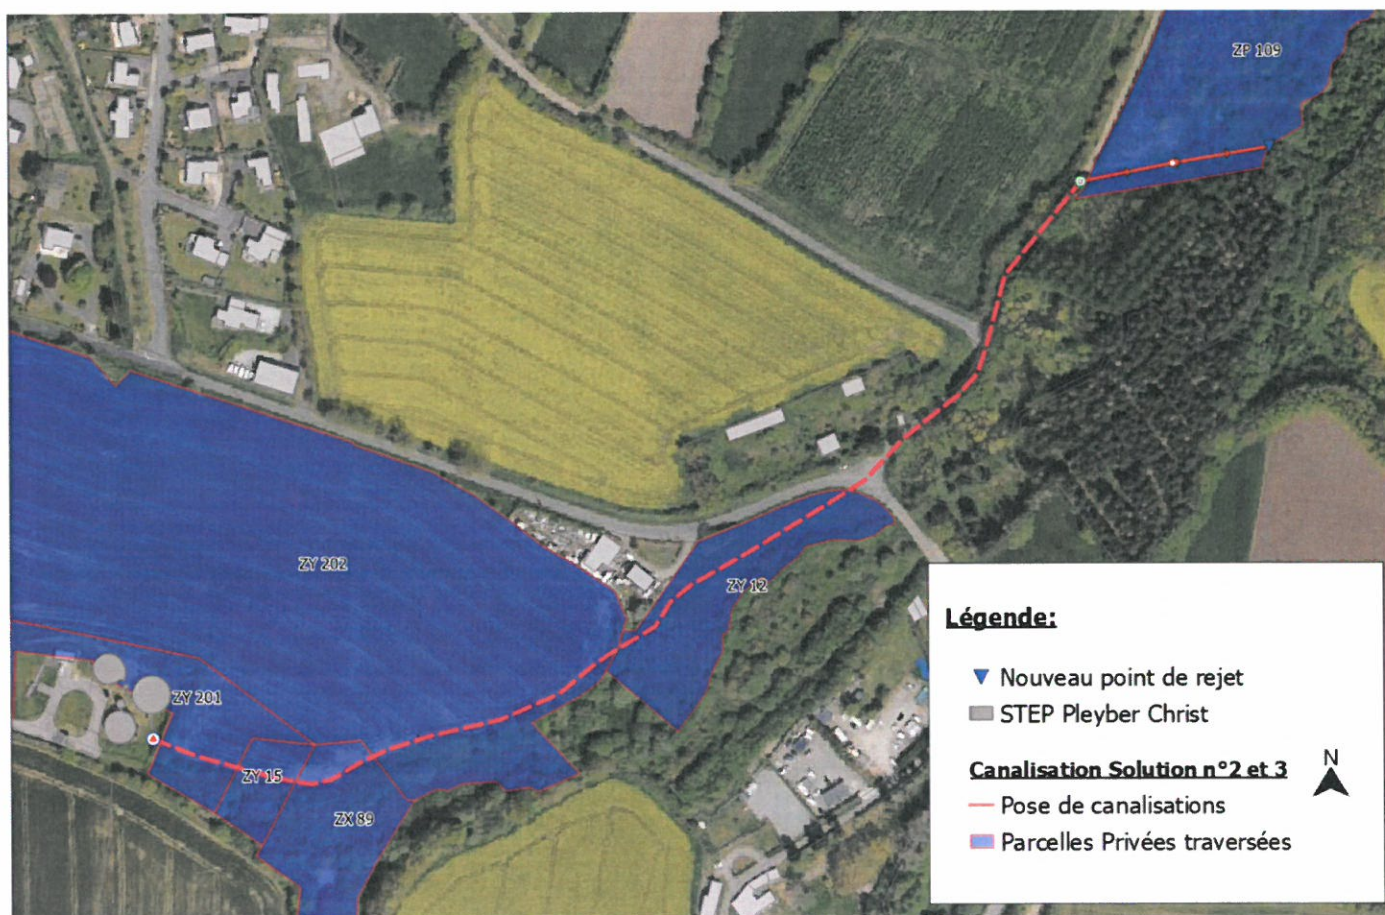 ZP 109
ZY 202
ZY 12
ZY 201
ZY 15
ZX 89
Légende:
Nouveau point de rejet
STEP Pleyber Christ
Canalisation Solution n°2 et 3
N
Pose de canalisations
Parcelles Privées traversées